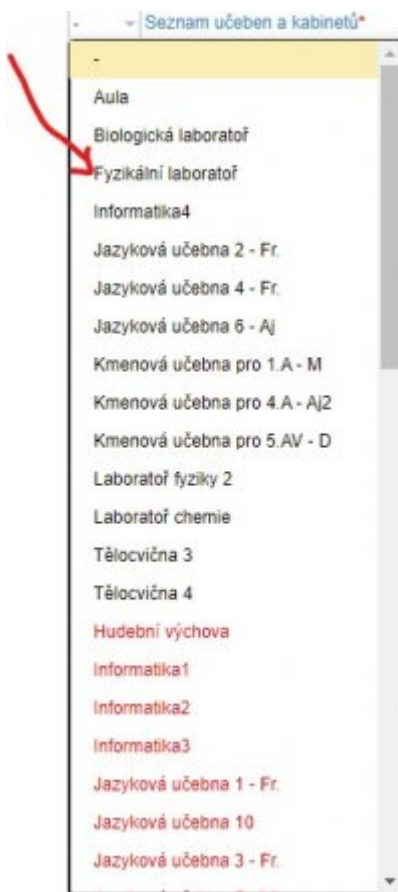 - Seznam učeben a kabinetů*
-
Aula
Biologická laboratoř
Fyzikální laboratoř
Informatika4
Jazyková učebna 2 - Fr.
Jazyková učebna 4 - Fr.
Jazyková učebna 6 - Aj
Kmenová učebna pro 1.A - M
Kmenová učebna pro 4.A - Aj2
Kmenová učebna pro 5.AV - D
Laboratoř fyziky 2
Laboratoř chemie
Tělocvična 3
Tělocvična 4
Hudební výchova
Informatika1
Informatika2
Informatika3
Jazyková učebna 1 - Fr.
Jazyková učebna 10
Jazyková učebna 3 - Fr.